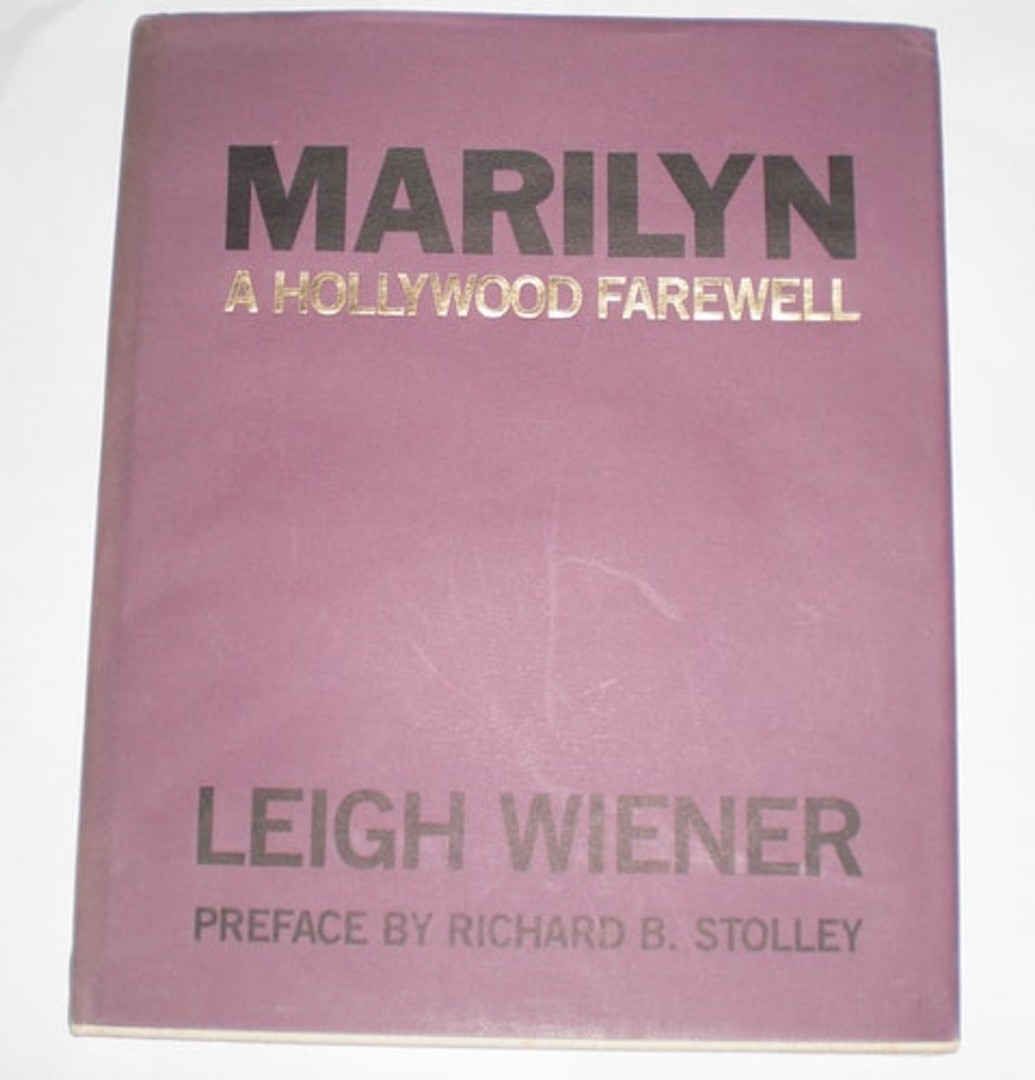 MARILYN
A HOLLYWOOD FAREWELL
LEIGH WIENER
PREFACE BY RICHARD B. STOLLEY